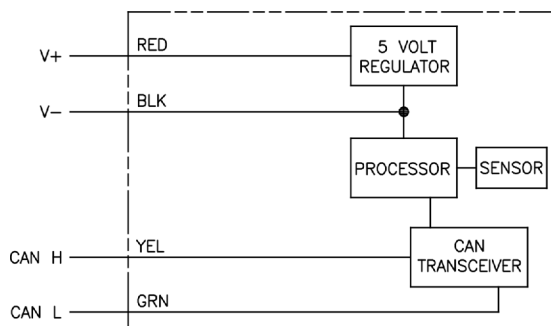 V+
RED
5 VOLT
REGULATOR
V-
BLK
PROCESSOR
SENSOR
CAN H
YEL
CAN
TRANSCEIVER
CAN L
GRN